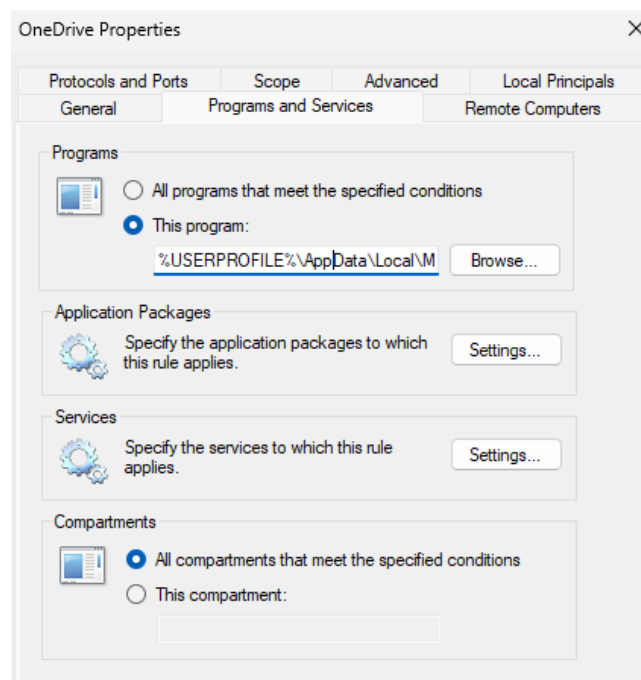 OneDrive Properties
Protocols and Ports
Scope
Advanced
Local Principals
General
Programs and Services
Remote Computers
Programs
All programs that meet the specified conditions
This program:
%USERPROFILE%\AppData\Local\M
Browse...
Application Packages
Specify the application packages to which
this rule applies.
Settings...
Services
Specify the services to which this rule
applies.
Settings...
Compartments
All compartments that meet the specified conditions
This compartment: